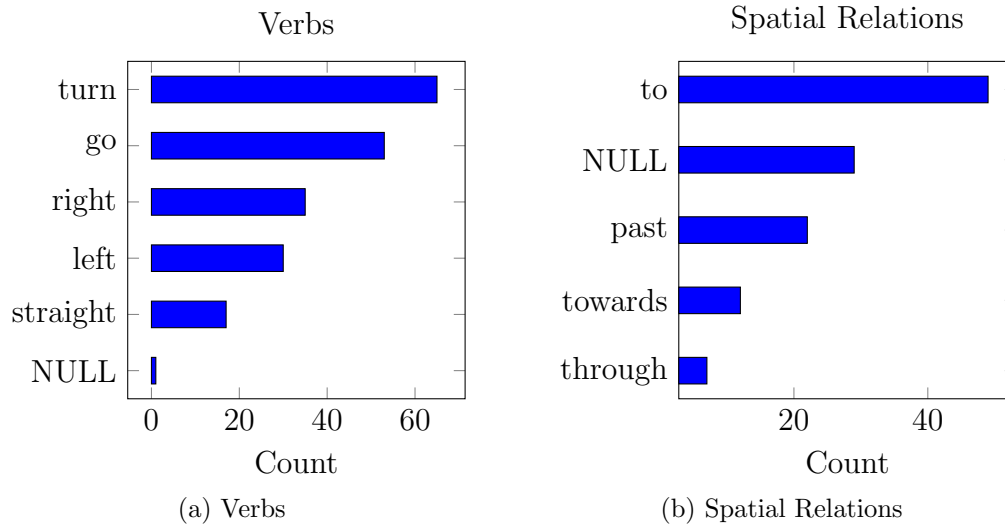 Verbs
turn
go
right
left
straight
NULL
0 20 40 60
Count
(a) Verbs
Spatial Relations
to
NULL
past
towards
through
20 40
Count
(b) Spatial Relations